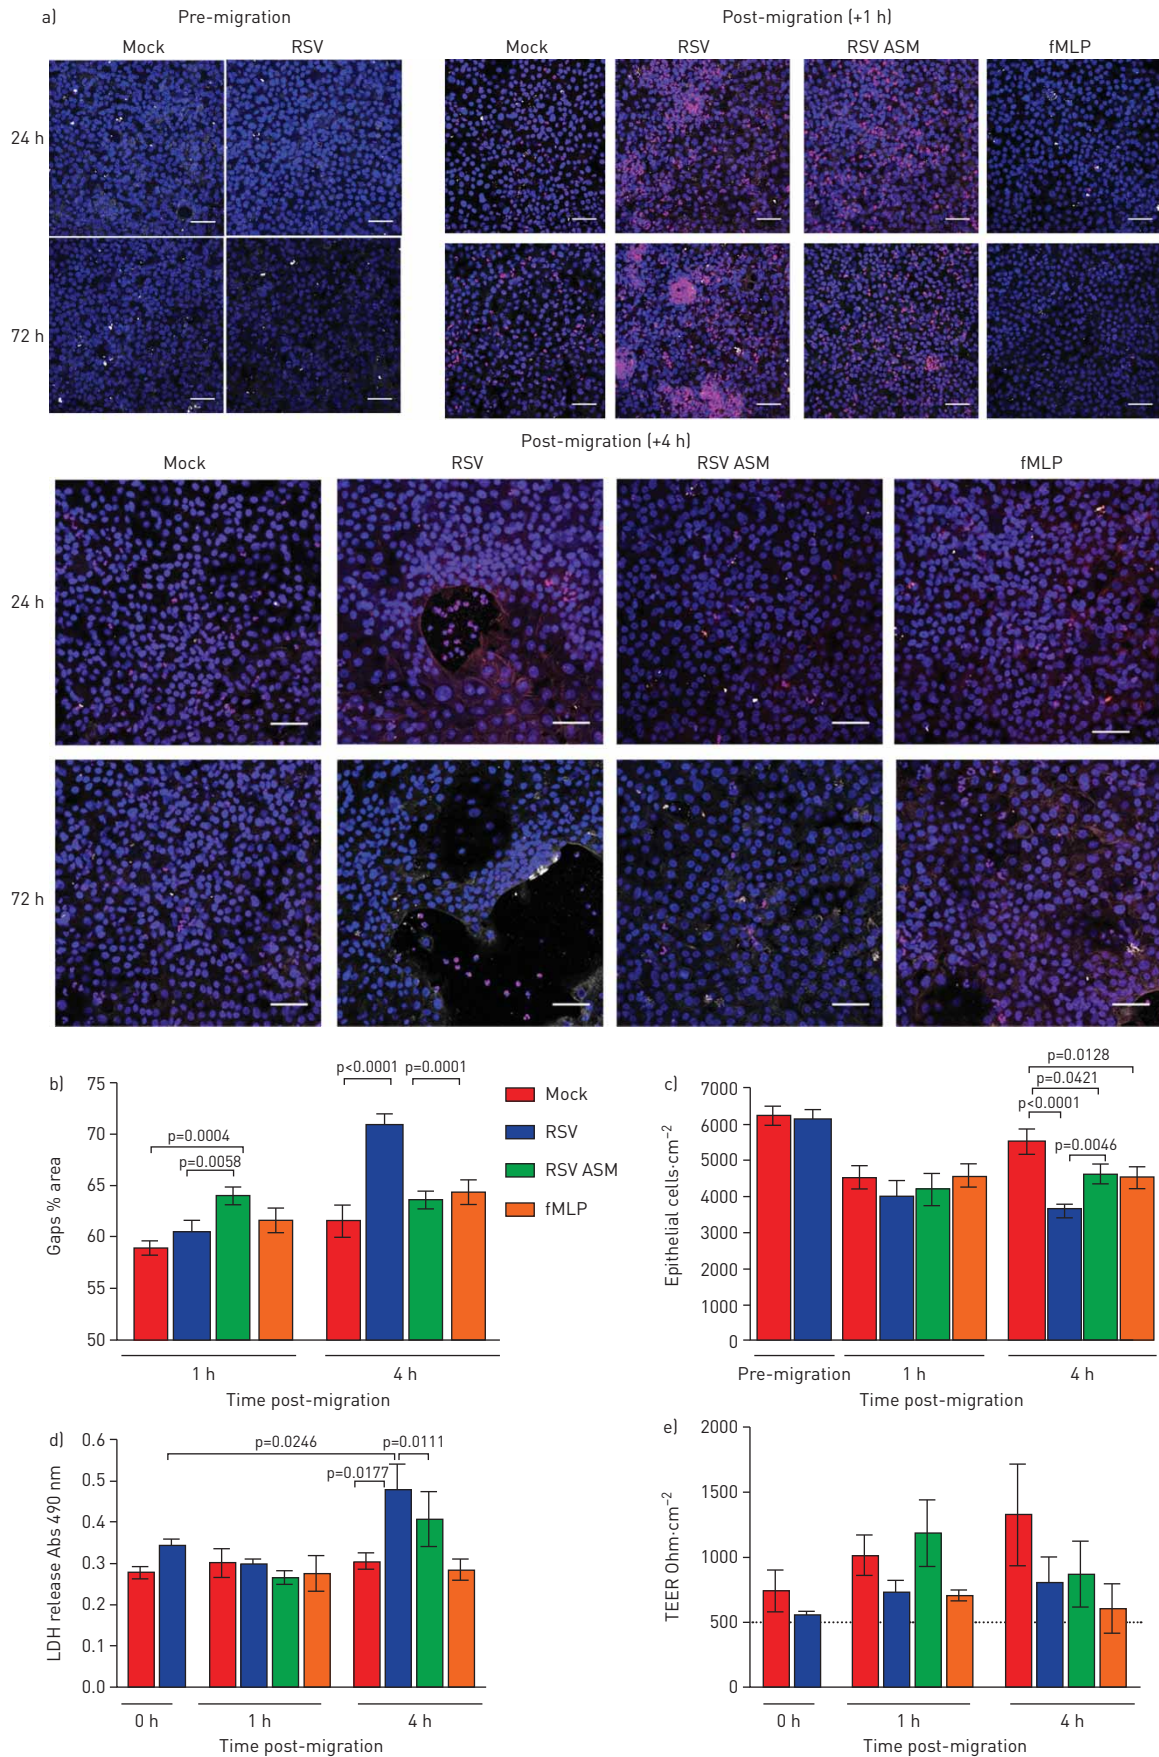 a)
Pre-migration
Post-migration (+1 h)
Mock
RSV
Mock
RSV
RSV ASM
fMLP
24 h
72 h
Post-migration (+4 h)
Mock
RSV
RSV ASM
fMLP
24 h
72 h
b)
75
70
65
60
55
50
Gaps % area
p=0.0004
p=0.0058
p<0.0001
p=0.0001
1 h
4 h
Time post-migration
Mock
RSV
RSV ASM
fMLP
c)
7000
6000
5000
4000
3000
2000
1000
0
Epithelial cells·cm−2
p=0.0128
p=0.0421
p<0.0001
p=0.0046
Pre-migration
1 h
4 h
Time post-migration
d)
0.6
0.5
0.4
0.3
0.2
0.1
0.0
LDH release Abs 490 nm
p=0.0246
p=0.0111
p=0.0177
0 h
1 h
4 h
Time post-migration
e)
2000
1500
1000
500
0
TEER Ohm·cm−2
0 h
1 h
4 h
Time post-migration